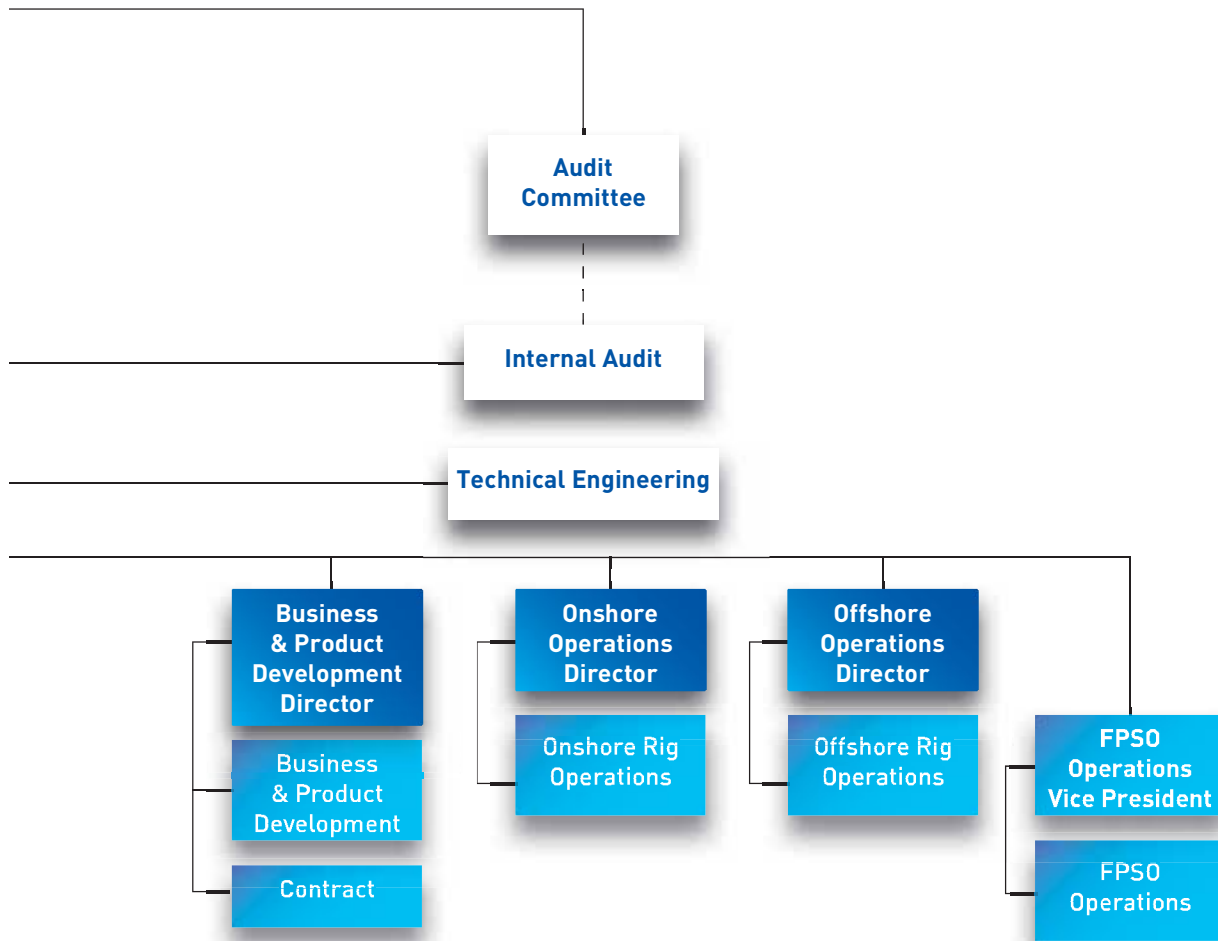 Audit
Committee
Internal Audit
Technical Engineering
Business
& Product
Development
Director
Onshore
Operations
Director
Offshore
Operations
Director
Business
& Product
Development
Onshore Rig
Operations
Offshore Rig
Operations
FPSO
Operations
Vice President
Contract
FPSO
Operations